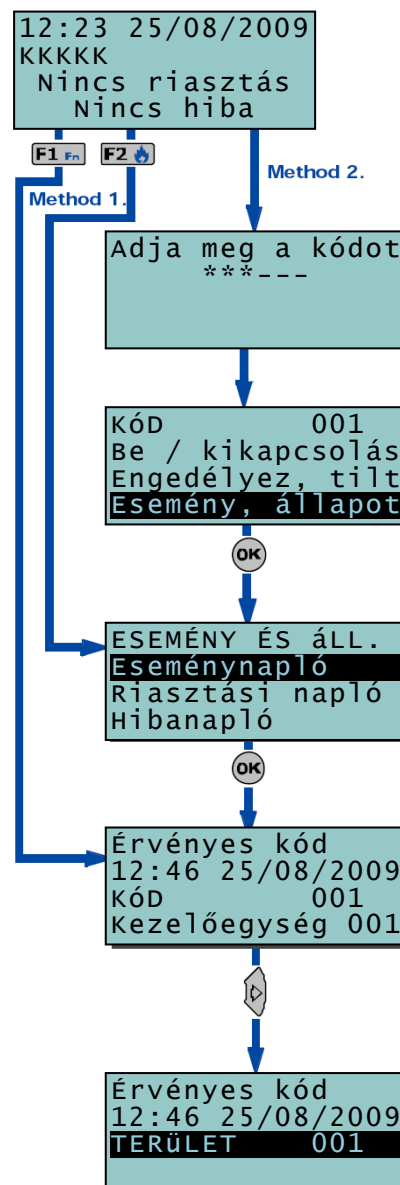 12:23 25/08/2009
KKKKK
Nincs riasztás
Nincs hiba
F1 Fn F2
Method 2.
Method 1.
Adja meg a kódot
***---
KóD 001
Be / kikapcsolás
Engedélyez, tilt
Esemény, állapot
OK
ESEMÉNY ÉS áLL.
Eseménynapló
Riasztási napló
Hibanapló
OK
Érvényes kód
12:46 25/08/2009
KóD 001
Kezelőegység 001
Érvényes kód
12:46 25/08/2009
TERüLET 001